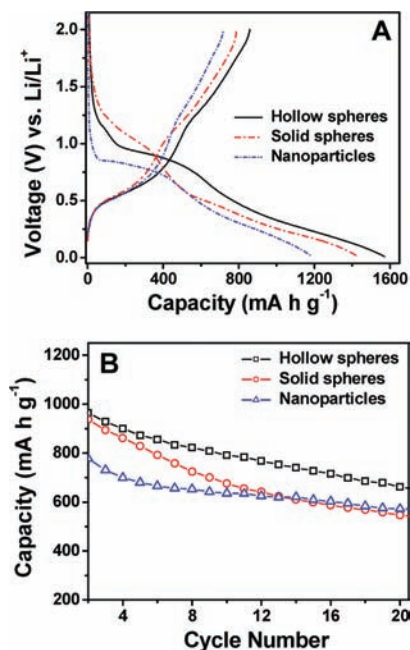 A
2.0
1.5
1.0
0.5
0.0
Voltage (V) vs. Li/Li⁺
Hollow spheres
Solid spheres
Nanoparticles
0 400 800 1200 1600
Capacity (mA h g⁻¹)
B
1200
1000
800
600
400
200
Capacity (mAh g⁻¹)
Hollow spheres
Solid spheres
Nanoparticles
4 8 12 16 20
Cycle Number